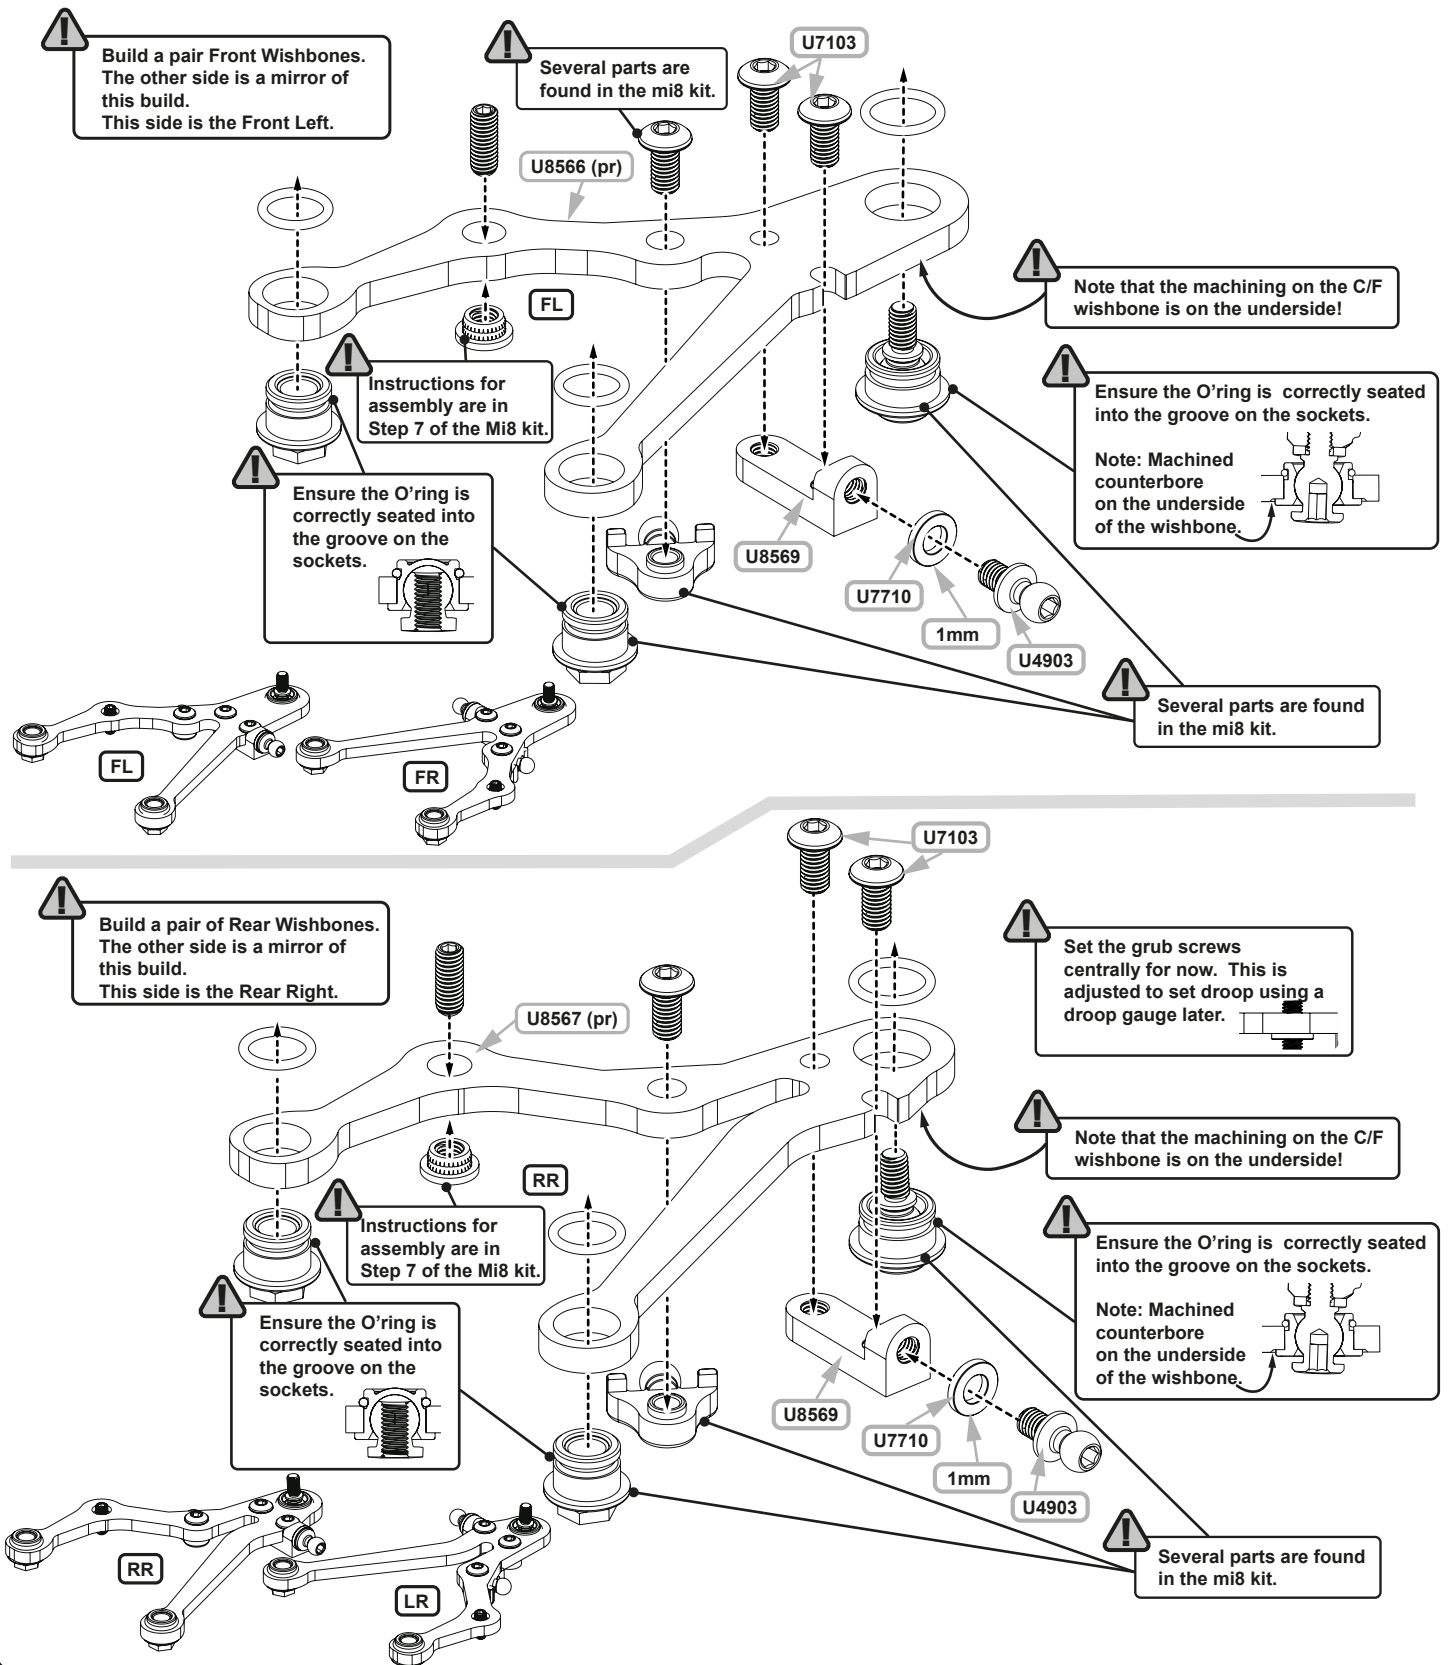 Build a pair Front Wishbones.
The other side is a mirror of
this build.
This side is the Front Left.
Several parts are
found in the mi8 kit.
U7103
U8566 (pr)
FL
Note that the machining on the C/F
wishbone is on the underside!
Instructions for
assembly are in
Step 7 of the Mi8 kit.
Ensure the O'ring is correctly seated
into the groove on the sockets.
Note: Machined
counterbore
on the underside
of the wishbone.
Ensure the O'ring is
correctly seated into
the groove on the
sockets.
U8569
U7710
1mm
U4903
Several parts are found
in the mi8 kit.
FL
FR
U7103
Build a pair of Rear Wishbones.
The other side is a mirror of
this build.
This side is the Rear Right.
Set the grub screws
centrally for now. This is
adjusted to set droop using a
droop gauge later.
U8567 (pr)
Note that the machining on the C/F
wishbone is on the underside!
RR
Instructions for
assembly are in
Step 7 of the Mi8 kit.
Ensure the O'ring is correctly seated
into the groove on the sockets.
Note: Machined
counterbore
on the underside
of the wishbone.
Ensure the O'ring is
correctly seated into
the groove on the
sockets.
U8569
U7710
1mm
U4903
Several parts are found
in the mi8 kit.
RR
LR